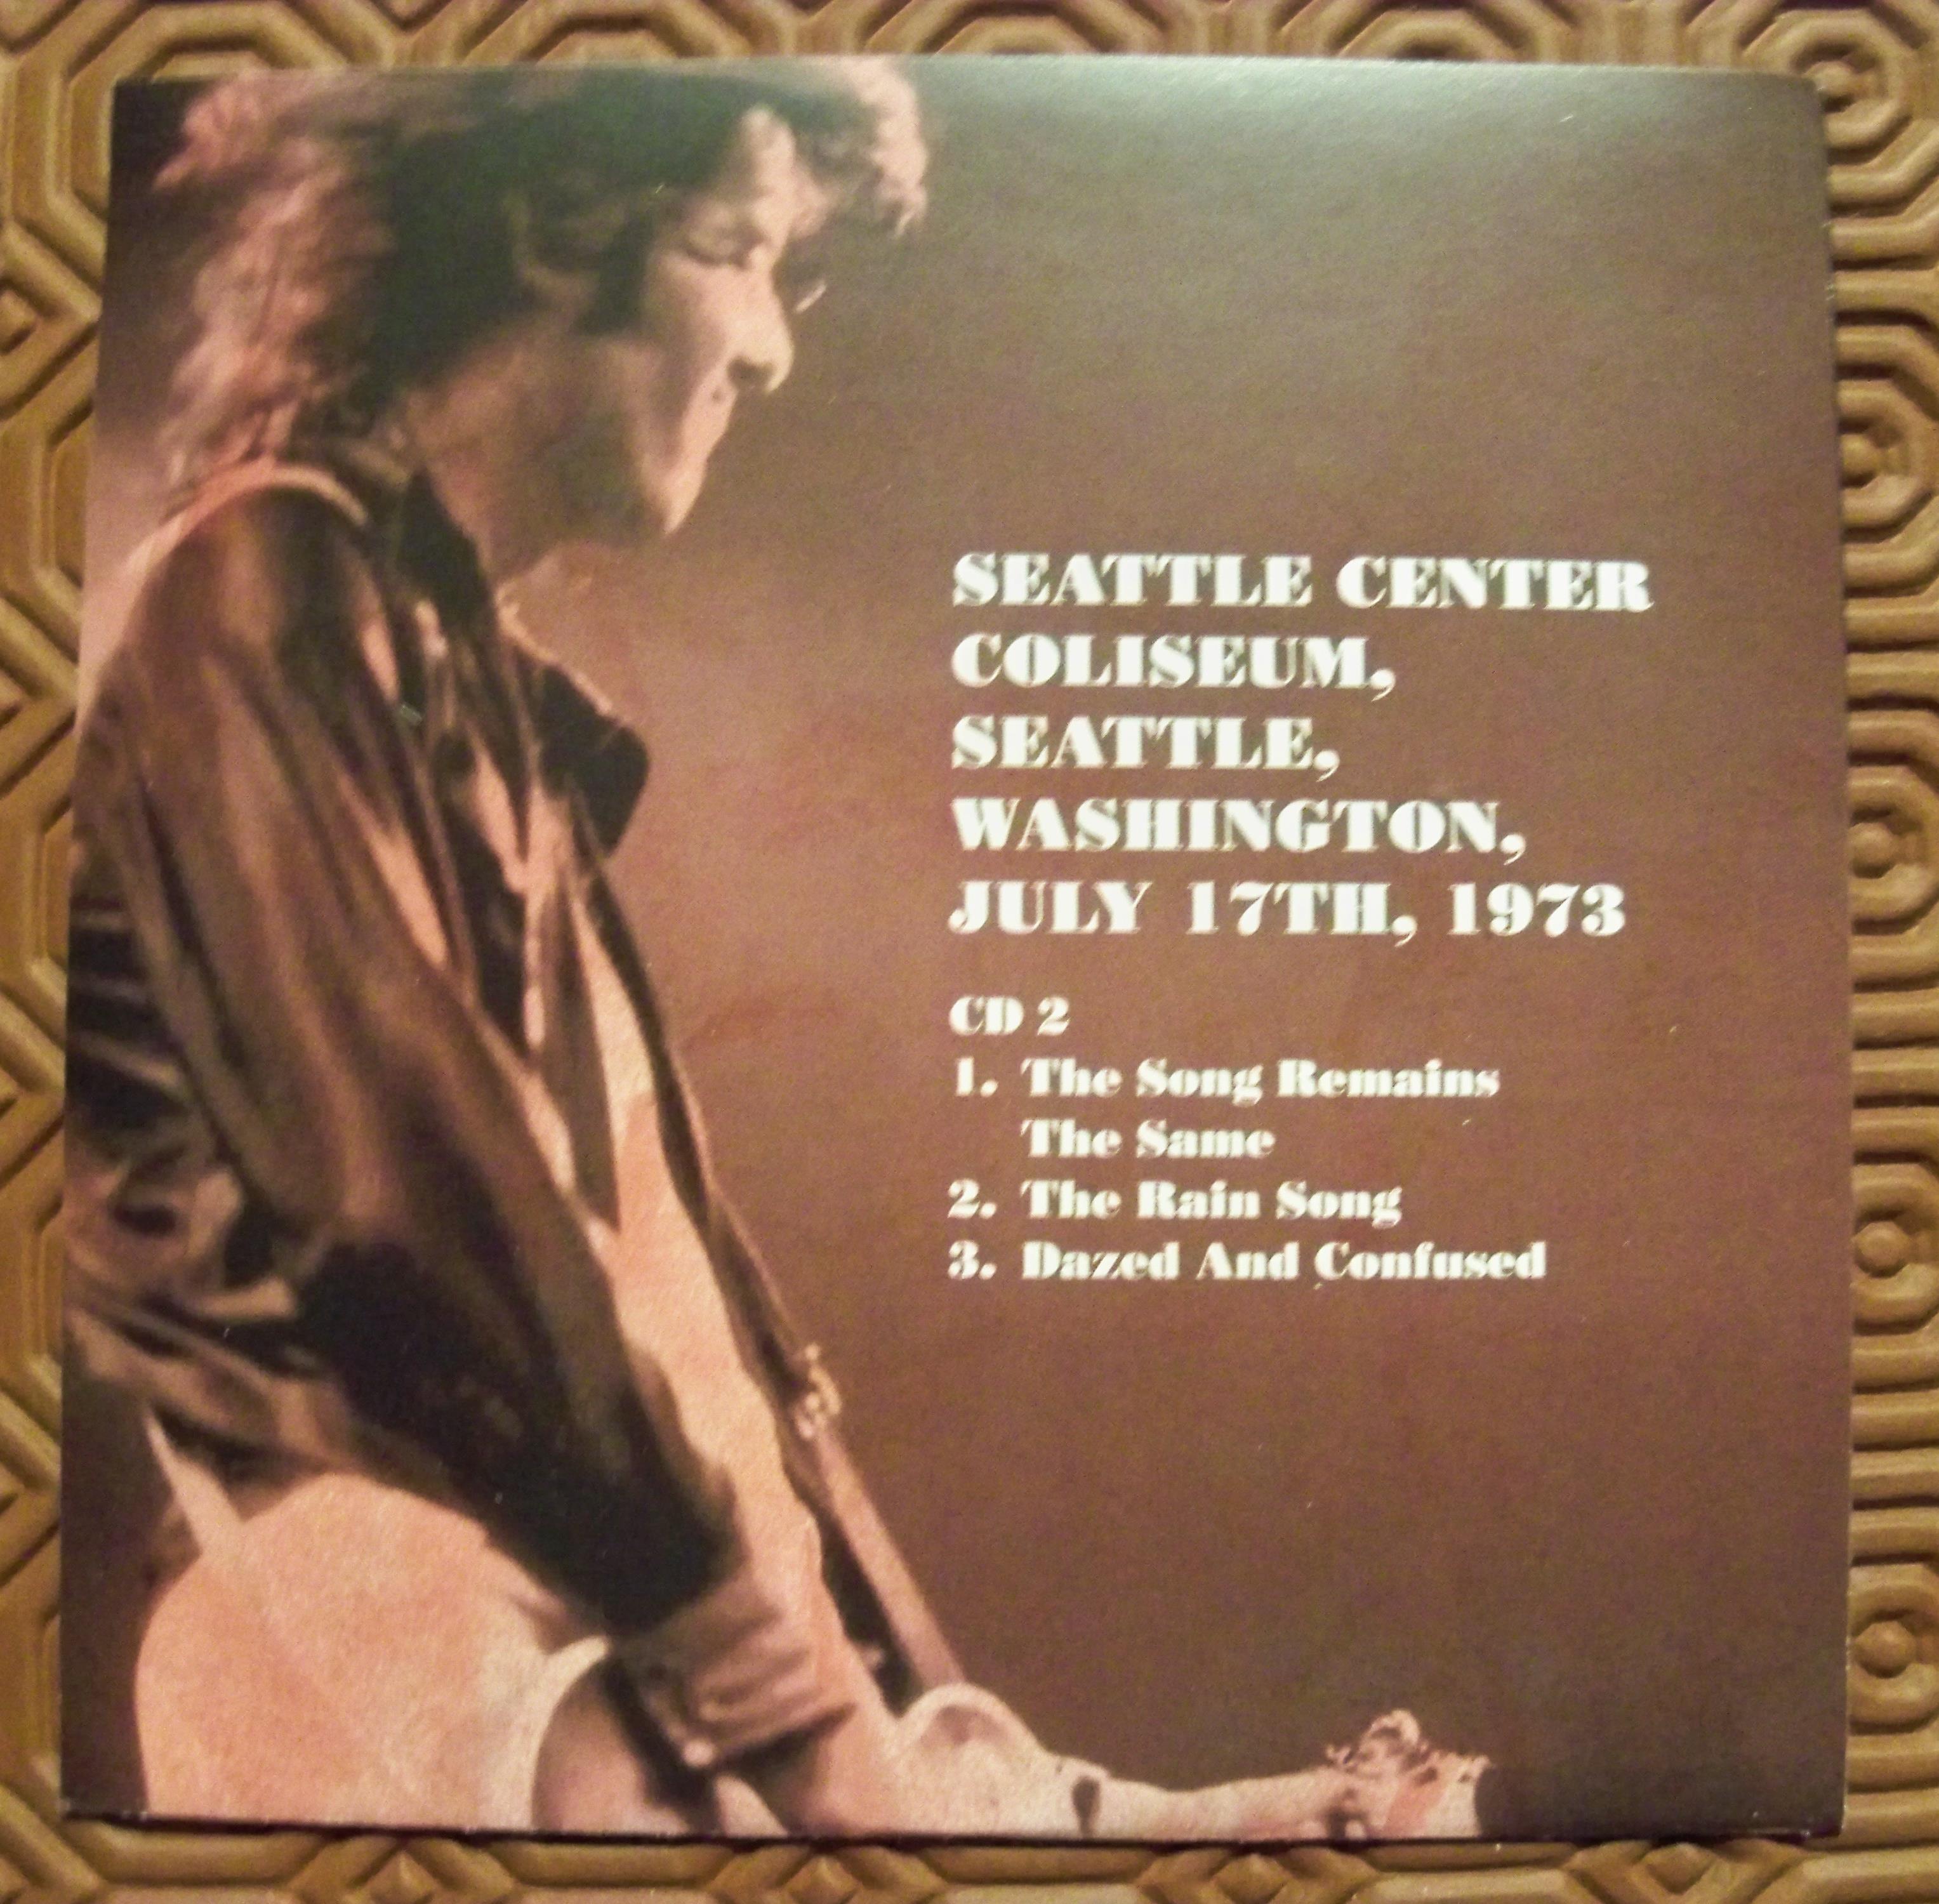 SEATTLE CENTER
COLISEUM,
SEATTLE,
WASHINGTON,
JULY 17TH, 1973
CD 2
1. The Song Remains
The Same
2. The Rain Song
3. Dazed And Confused